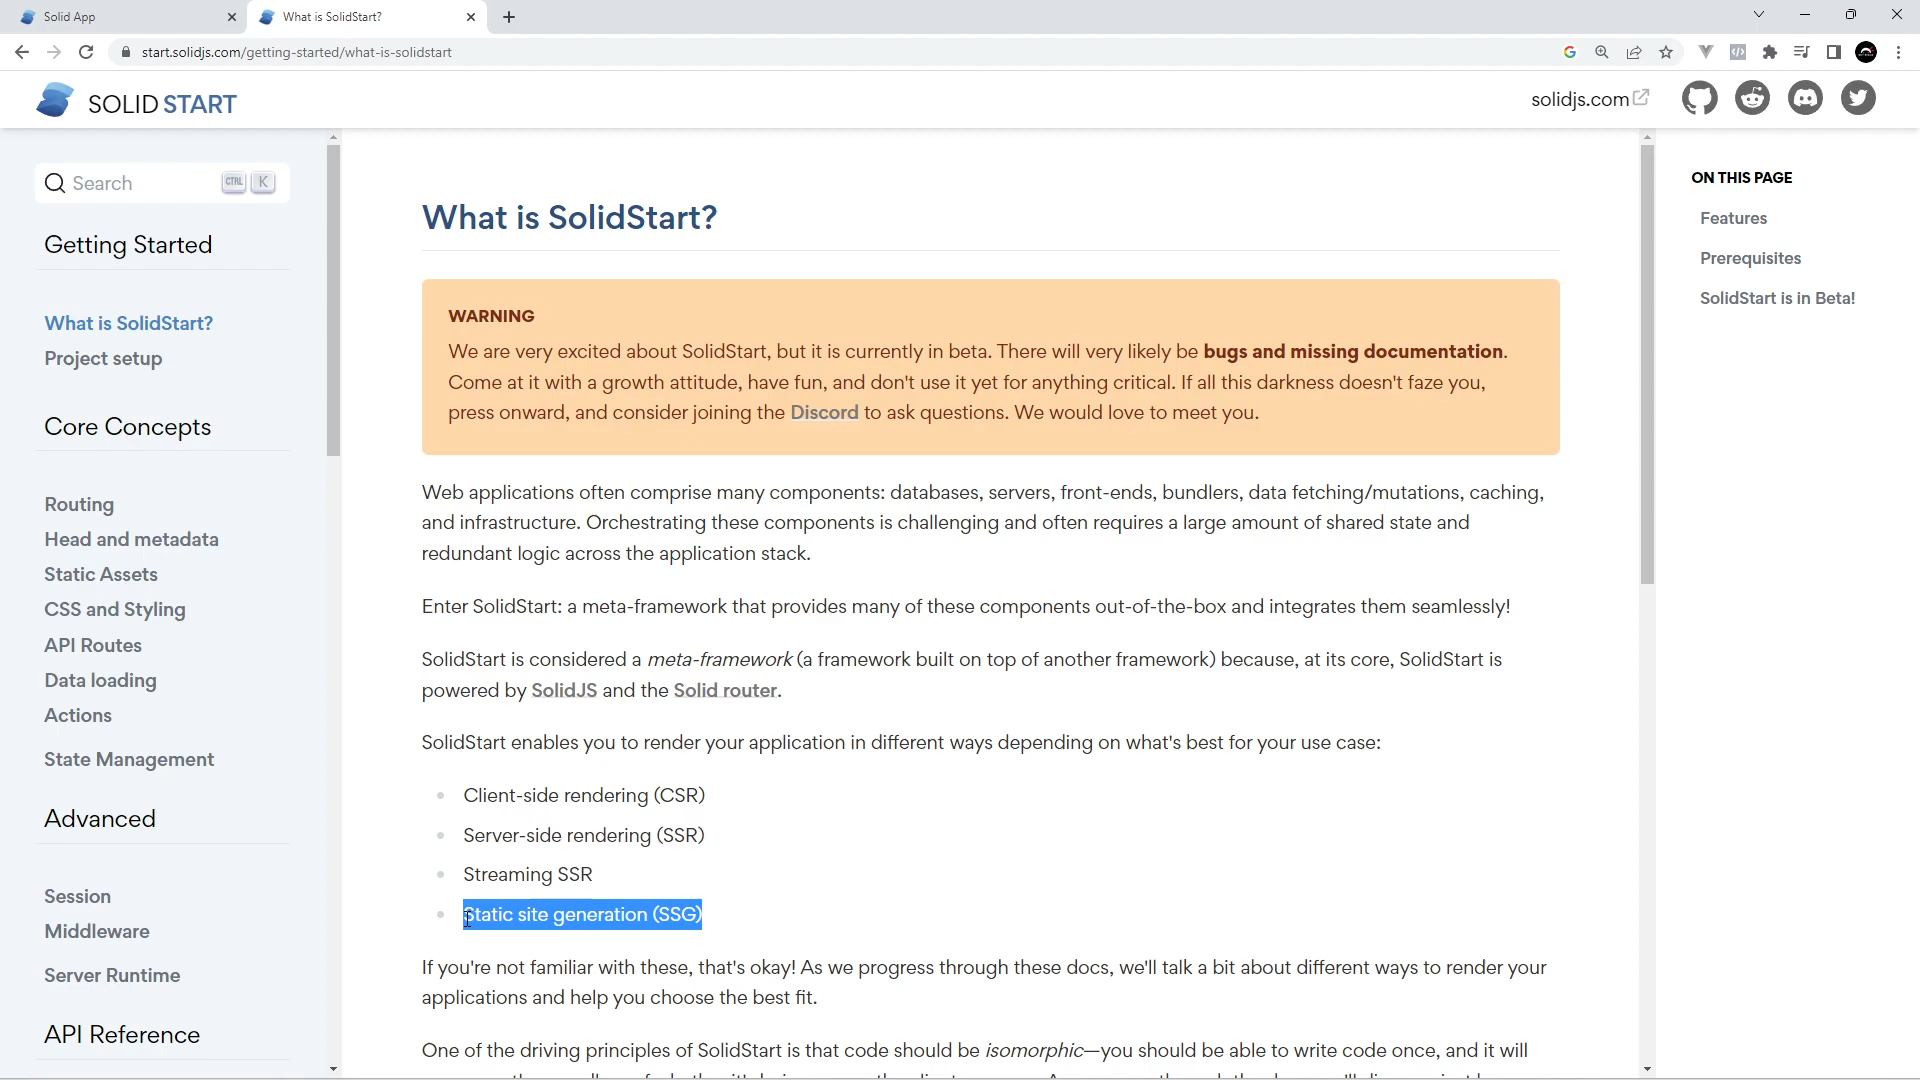 Solid App
What is SolidStart?
start.solidjs.com/getting-started/what-is-solidstart
SOLID START
solidjs.com
Search CTRL K
Getting Started
What is SolidStart?
Project setup
Core Concepts
Routing
Head and metadata
Static Assets
CSS and Styling
API Routes
Data loading
Actions
State Management
Advanced
Session
Middleware
Server Runtime
API Reference
What is SolidStart?
WARNING
We are very excited about SolidStart, but it is currently in beta. There will very likely be bugs and missing documentation.
Come at it with a growth attitude, have fun, and don't use it yet for anything critical. If all this darkness doesn't faze you,
press onward, and consider joining the Discord to ask questions. We would love to meet you.
Web applications often comprise many components: databases, servers, front-ends, bundlers, data fetching/mutations, caching,
and infrastructure. Orchestrating these components is challenging and often requires a large amount of shared state and
redundant logic across the application stack.
Enter SolidStart: a meta-framework that provides many of these components out-of-the-box and integrates them seamlessly!
SolidStart is considered a meta-framework (a framework built on top of another framework) because, at its core, SolidStart is
powered by SolidJS and the Solid router.
SolidStart enables you to render your application in different ways depending on what's best for your use case:
Client-side rendering (CSR)
Server-side rendering (SSR)
Streaming SSR
Static site generation (SSG)
If you're not familiar with these, that's okay! As we progress through these docs, we'll talk a bit about different ways to render your
applications and help you choose the best fit.
One of the driving principles of SolidStart is that code should be isomorphic—you should be able to write code once, and it will
ON THIS PAGE
Features
Prerequisites
SolidStart is in Beta!